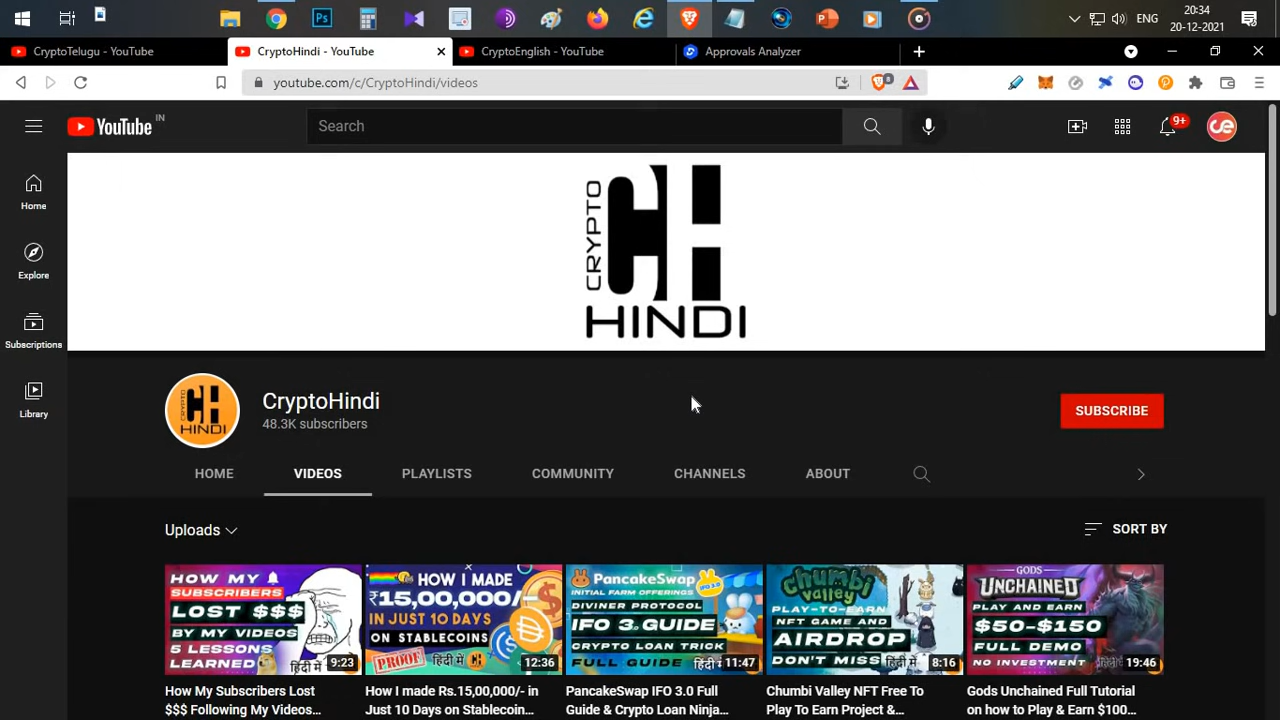 20:34
ENG
20-12-2021
CryptoTelugu - YouTube
CryptoHindi - YouTube
CryptoEnglish - YouTube
Approvals Analyzer
youtube.com/c/CryptoHindi/videos
YouTube IN
Search
9+
Home
Explore
Subscriptions
Library
CRYPTO
CH
HINDI
CryptoHindi
48.3K subscribers
SUBSCRIBE
HOME
VIDEOS
PLAYLISTS
COMMUNITY
CHANNELS
ABOUT
Uploads
SORT BY
HOW MY
SUBSCRIBERS
LOST $$$
BY MY VIDEOS
5 LESSONS
LEARNED
हिंदी में
9:23
HOW I MADE
₹15,00,000/-
IN JUST 10 DAYS
ON STABLECOINS
PROOF
हिंदी में
12:36
PancakeSwap
IFO 3.0
INITIAL FARM OFFERINGS
DIVINER PROTOCOL
IFO 3.0 GUIDE
CRYPTO LOAN TRICK
FULL GUIDE
हिंदी में
11:47
Chumbi
Valley
PLAY-TO-EARN
NFT GAME AND
AIRDROP
DON'T MISS
हिंदी में
8:16
GODS
UNCHAINED
PLAY AND EARN
$50-$150
FULL DEMO
NO INVESTMENT
19:46
How My Subscribers Lost
$$$ Following My Videos...
How I made Rs.15,00,000/- in
Just 10 Days on Stablecoin...
PancakeSwap IFO 3.0 Full
Guide & Crypto Loan Ninja...
Chumbi Valley NFT Free To
Play To Earn Project &...
Gods Unchained Full Tutorial
on how to Play & Earn $100...